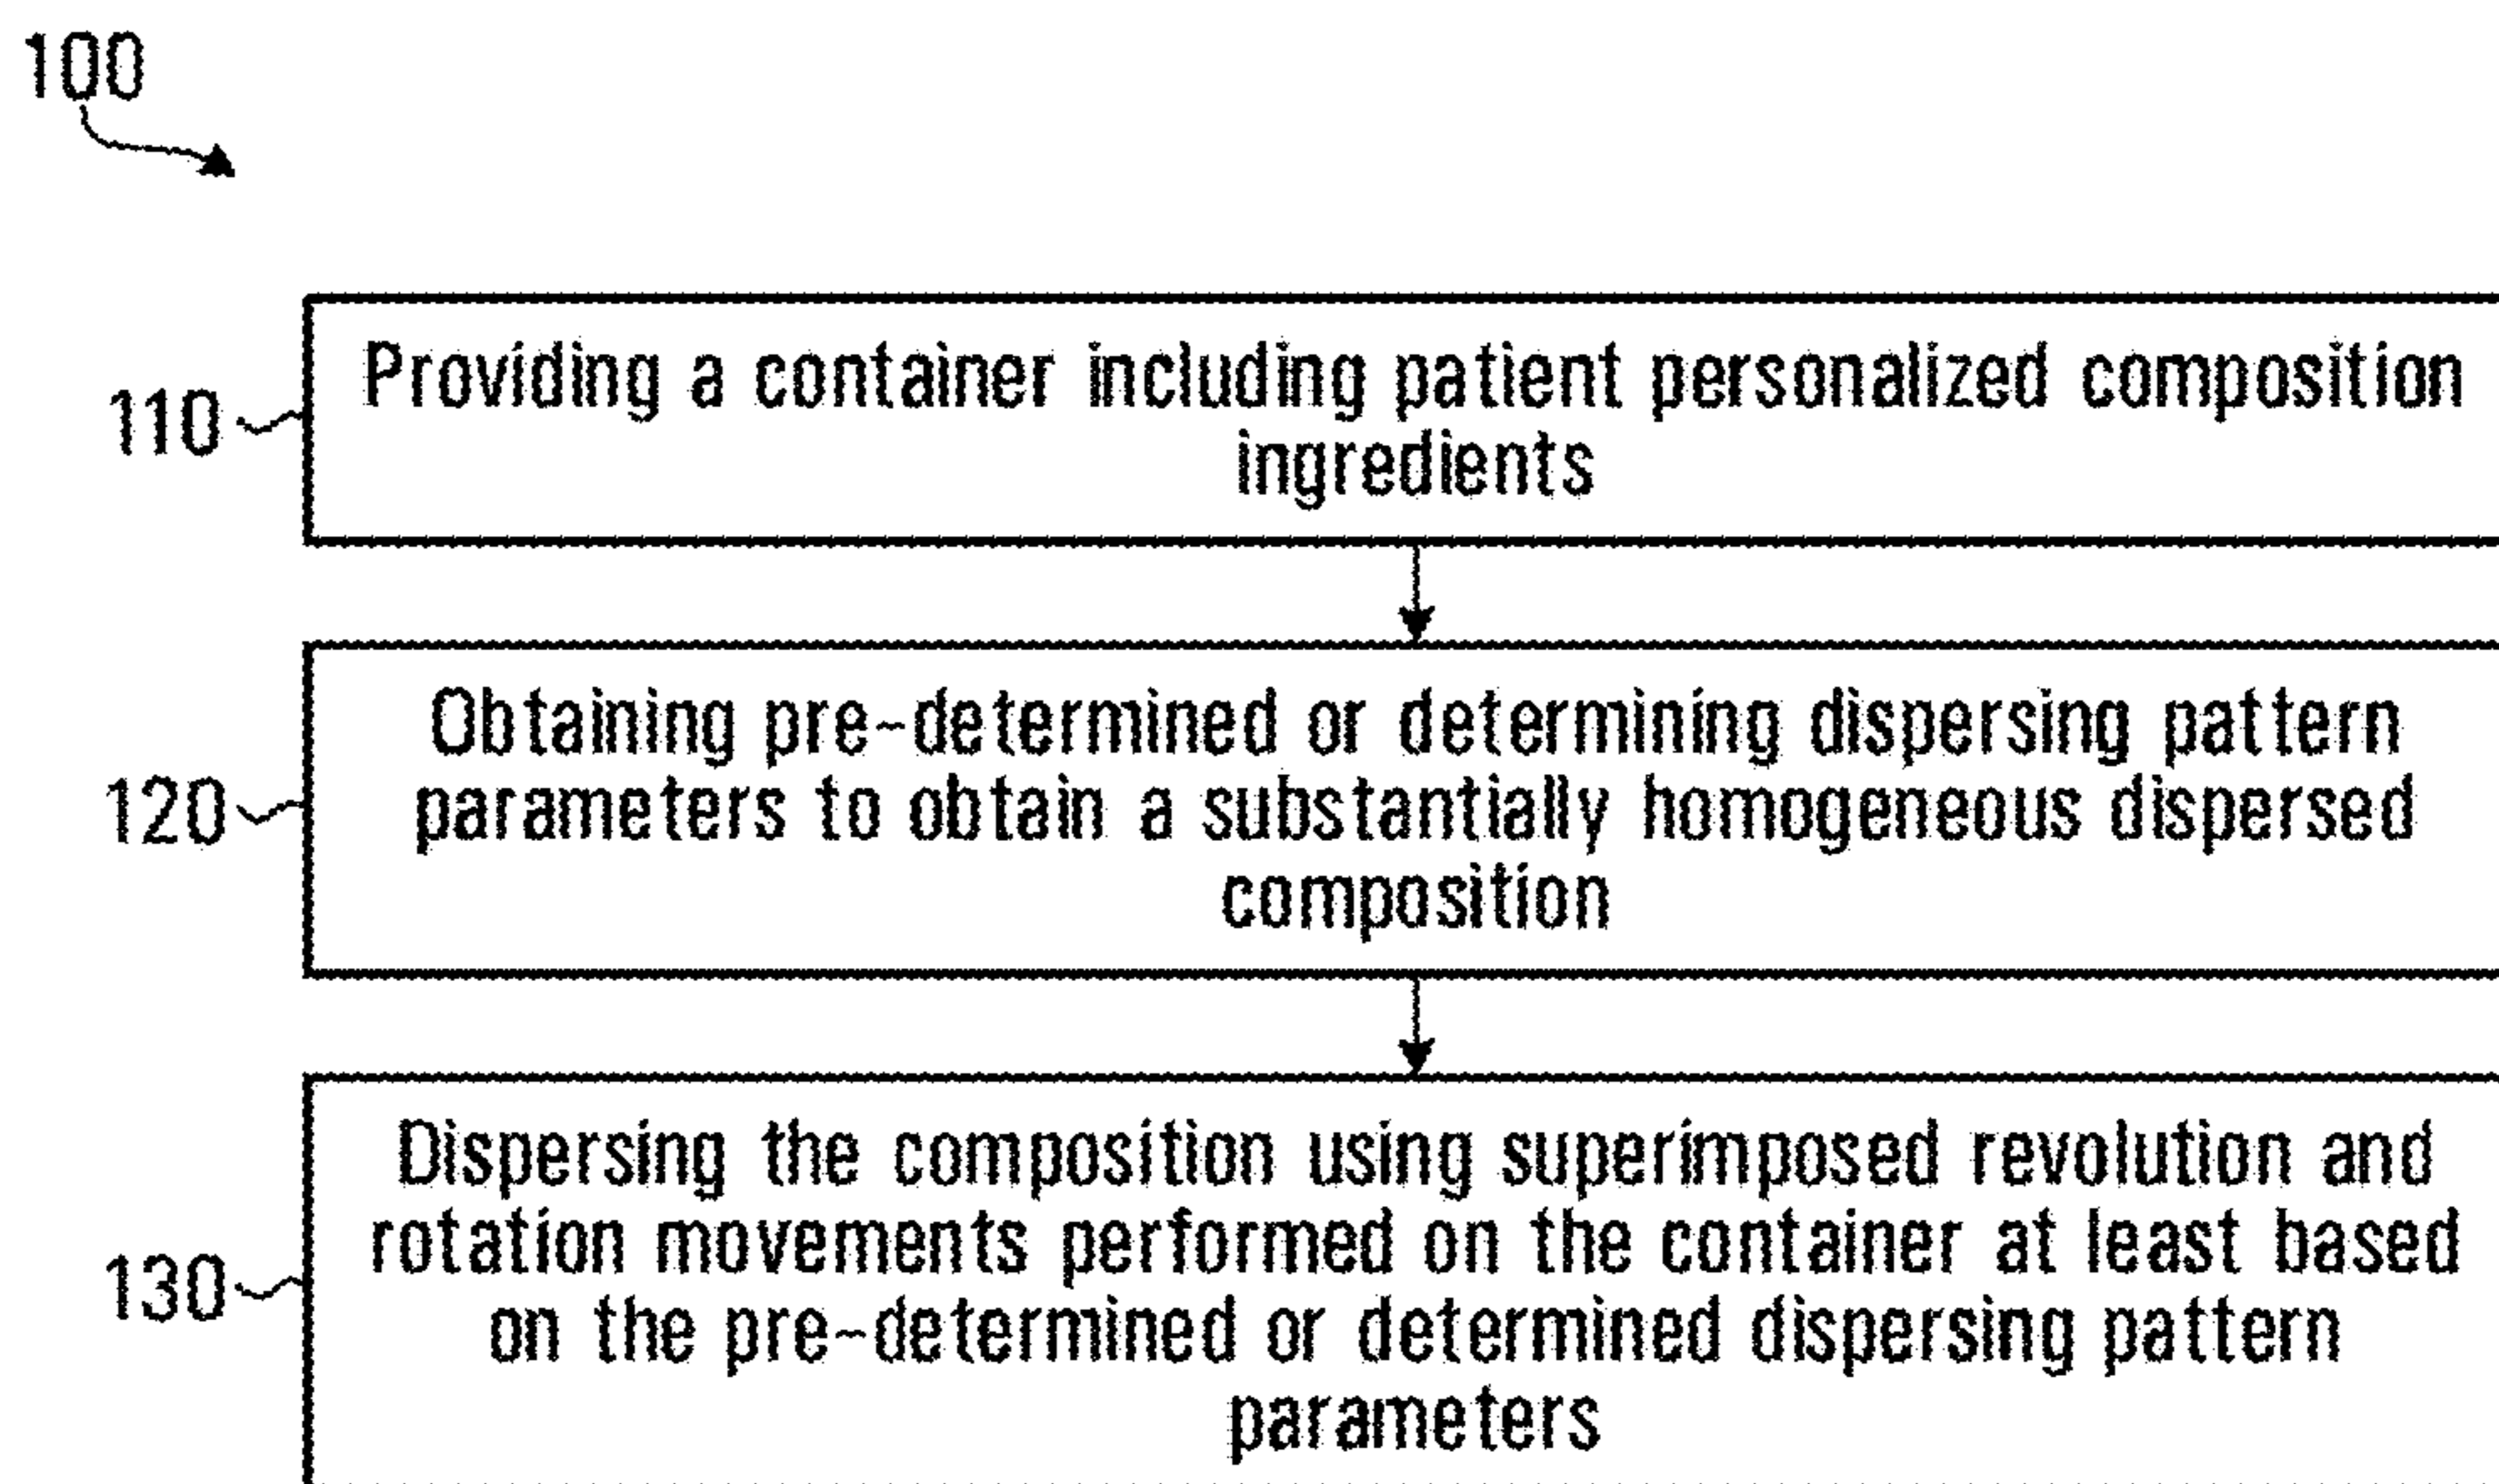 100
110
Providing a container including patient personalized composition
ingredients
120
Obtaining pre-determined or determining dispersing pattern
parameters to obtain a substantially homogeneous dispersed
composition
130
Dispersing the composition using superimposed revolution and
rotation movements performed on the container at least based
on the pre-determined or determined dispersing pattern
parameters